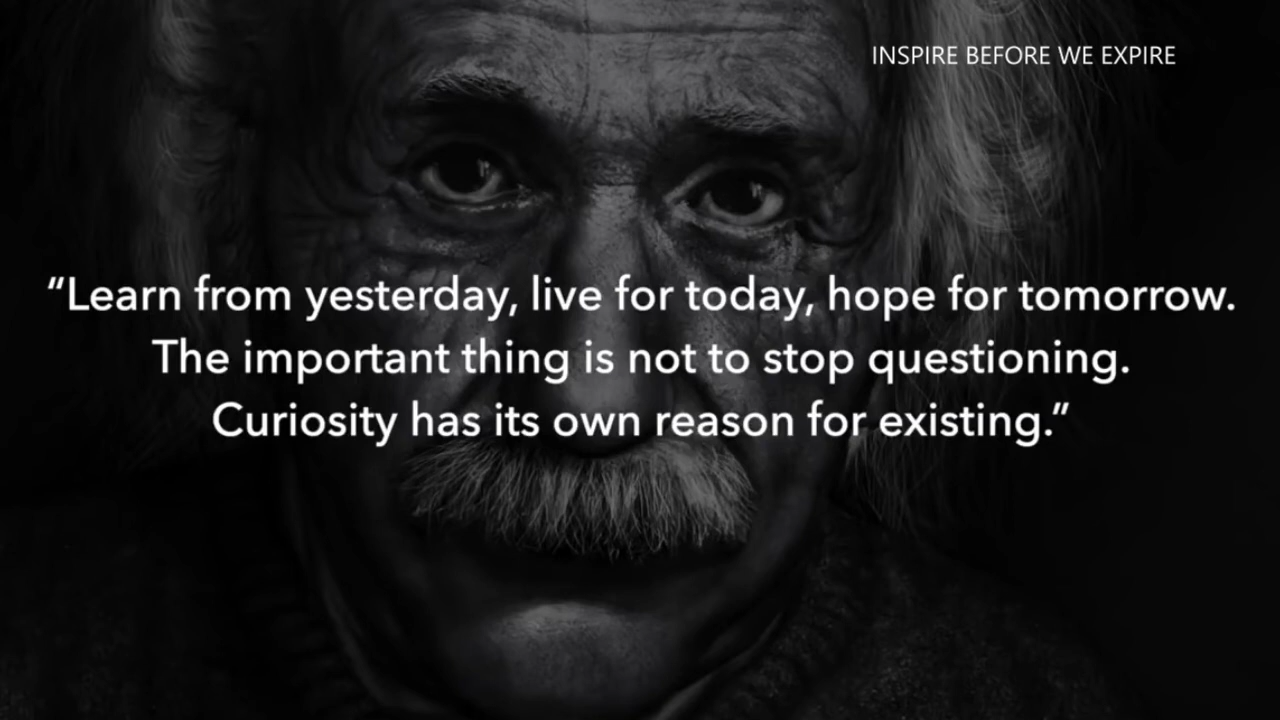 INSPIRE BEFORE WE EXPIRE
“Learn from yesterday, live for today, hope for tomorrow.
The important thing is not to stop questioning.
Curiosity has its own reason for existing.”